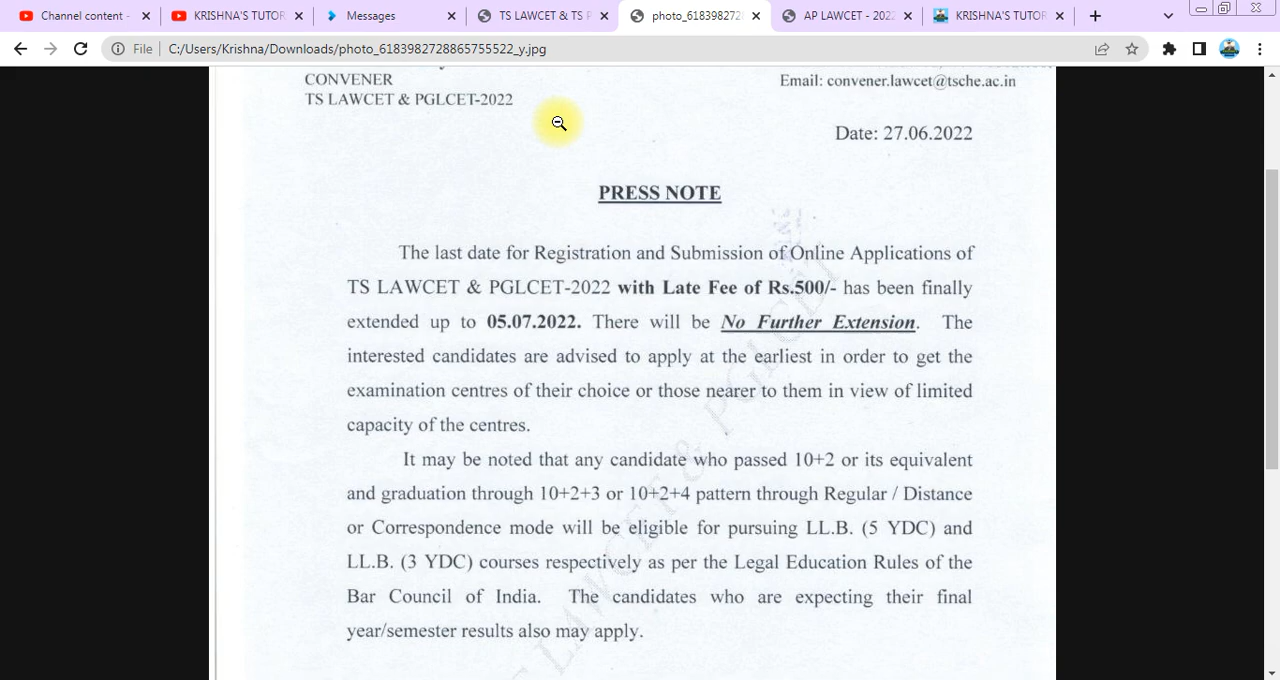 Channel content -
KRISHNA'S TUTOR
Messages
TS LAWCET & TS P
photo_618398272
AP LAWCET - 2022
KRISHNA'S TUTOR
File
C:/Users/Krishna/Downloads/photo_6183982728865755522_y.jpg
CONVENER
TS LAWCET & PGLCET-2022
Email: convener.lawcet@tsche.ac.in
Date: 27.06.2022
PRESS NOTE
The last date for Registration and Submission of Online Applications of
TS LAWCET & PGLCET-2022 with Late Fee of Rs.500/- has been finally
extended up to 05.07.2022. There will be No Further Extension. The
interested candidates are advised to apply at the earliest in order to get the
examination centres of their choice or those nearer to them in view of limited
capacity of the centres.
It may be noted that any candidate who passed 10+2 or its equivalent
and graduation through 10+2+3 or 10+2+4 pattern through Regular / Distance
or Correspondence mode will be eligible for pursuing LL.B. (5 YDC) and
LL.B. (3 YDC) courses respectively as per the Legal Education Rules of the
Bar Council of India. The candidates who are expecting their final
year/semester results also may apply.